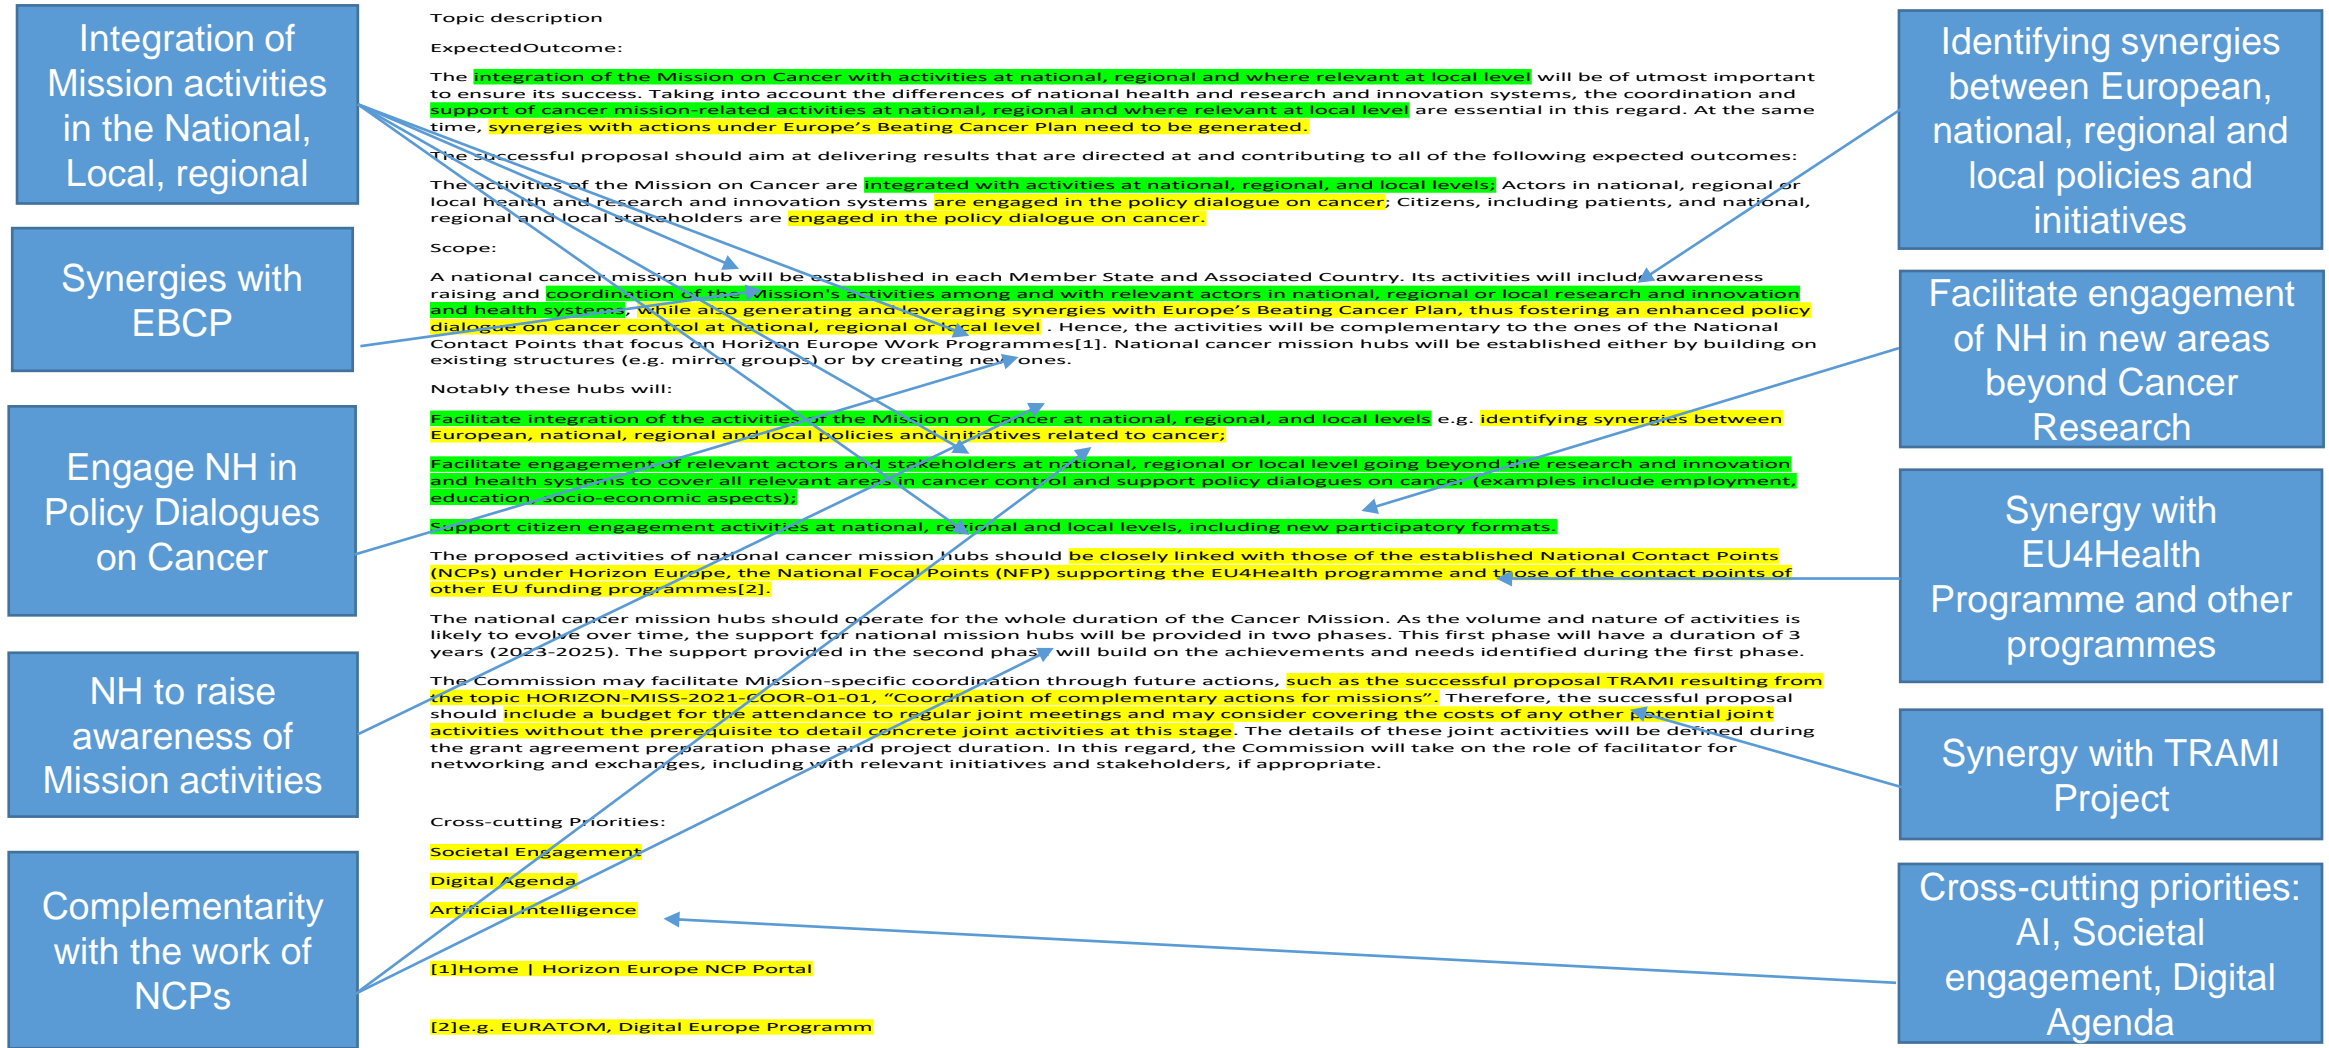 Integration of
Mission activities
in the National,
Local, regional
Synergies with
EBCP
Engage NH in
Policy Dialogues
on Cancer
NH to raise
awareness of
Mission activities
Complementarity
with the work of
NCPs
Topic description
ExpectedOutcome:
The integration of the Mission on Cancer with activities at national, regional and where relevant at local level will be of utmost important
to ensure its success. Taking into account the differences of national health and research and innovation systems, the coordination and
support of cancer mission-related activities at national, regional and where relevant at local level are essential in this regard. At the same
time, synergies with actions under Europe’s Beating Cancer Plan need to be generated.
The successful proposal should aim at delivering results that are directed at and contributing to all of the following expected outcomes:
The activities of the Mission on Cancer are integrated with activities at national, regional, and local levels; Actors in national, regional or
local health and research and innovation systems are engaged in the policy dialogue on cancer; Citizens, including patients, and national,
regional and local stakeholders are engaged in the policy dialogue on cancer.
Scope:
A national cancer mission hub will be established in each Member State and Associated Country. Its activities will include awareness
raising and coordination of the Mission's activities among and with relevant actors in national, regional or local research and innovation
and health systems, while also generating and leveraging synergies with Europe’s Beating Cancer Plan, thus fostering an enhanced policy
dialogue on cancer control at national, regional or local level . Hence, the activities will be complementary to the ones of the National
Contact Points that focus on Horizon Europe Work Programmes[1]. National cancer mission hubs will be established either by building on
existing structures (e.g. mirror groups) or by creating new ones.
Notably these hubs will:
Facilitate integration of the activities of the Mission on Cancer at national, regional, and local levels e.g. identifying synergies between
European, national, regional and local policies and initiatives related to cancer;
Facilitate engagement of relevant actors and stakeholders at national, regional or local level going beyond the research and innovation
and health systems to cover all relevant areas in cancer control and support policy dialogues on cancer (examples include employment,
education, socio-economic aspects);
Support citizen engagement activities at national, regional and local levels, including new participatory formats.
The proposed activities of national cancer mission hubs should be closely linked with those of the established National Contact Points
(NCPs) under Horizon Europe, the National Focal Points (NFP) supporting the EU4Health programme and those of the contact points of
other EU funding programmes[2].
The national cancer mission hubs should operate for the whole duration of the Cancer Mission. As the volume and nature of activities is
likely to evolve over time, the support for national mission hubs will be provided in two phases. This first phase will have a duration of 3
years (2023-2025). The support provided in the second phase will build on the achievements and needs identified during the first phase.
The Commission may facilitate Mission-specific coordination through future actions, such as the successful proposal TRAMI resulting from
the topic HORIZON-MISS-2021-COOR-01-01, “Coordination of complementary actions for missions”. Therefore, the successful proposal
should include a budget for the attendance to regular joint meetings and may consider covering the costs of any other potential joint
activities without the prerequisite to detail concrete joint activities at this stage. The details of these joint activities will be defined during
the grant agreement preparation phase and project duration. In this regard, the Commission will take on the role of facilitator for
networking and exchanges, including with relevant initiatives and stakeholders, if appropriate.
Cross-cutting Priorities:
Societal Engagement
Digital Agenda
Artificial Intelligence
[1]Home | Horizon Europe NCP Portal
[2]e.g. EURATOM, Digital Europe Programm
Identifying synergies
between European,
national, regional and
local policies and
initiatives
Facilitate engagement
of NH in new areas
beyond Cancer
Research
Synergy with
EU4Health
Programme and other
programmes
Synergy with TRAMI
Project
Cross-cutting priorities:
AI, Societal
engagement, Digital
Agenda